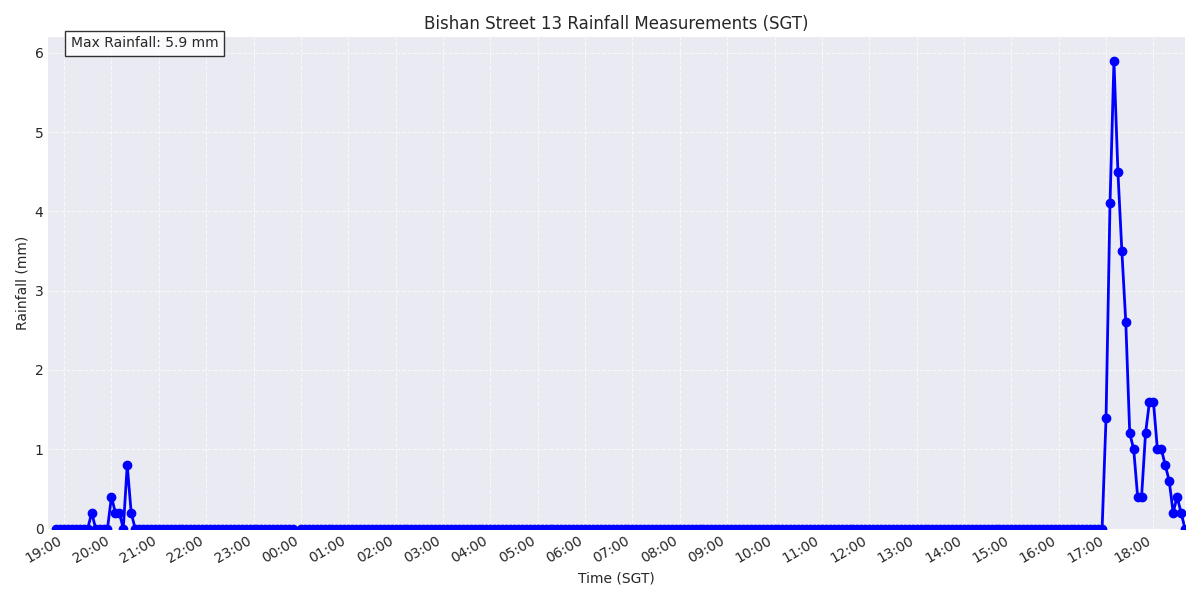 Bishan Street 13 Rainfall Measurements (SGT)
Max Rainfall: 5.9 mm
6
5
4
3
2
1
0
Rainfall (mm)
19:00 20:00 21:00 22:00 23:00 00:00 01:00 02:00 03:00 04:00 05:00 06:00 07:00 08:00 09:00 10:00 11:00 12:00 13:00 14:00 15:00 16:00 17:00 18:00
Time (SGT)